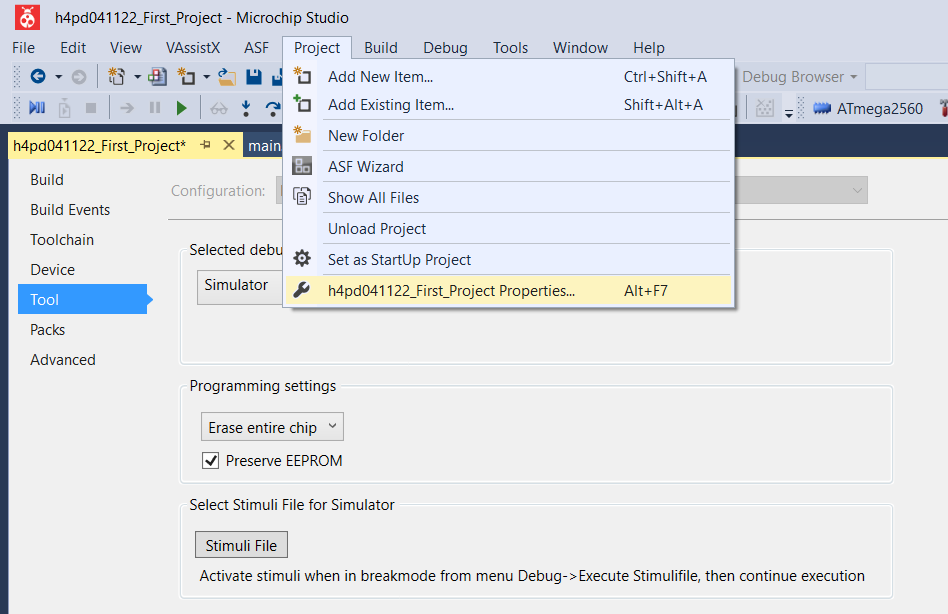 h4pd041122_First_Project - Microchip Studio
File Edit View VAssistX ASF Project Build Debug Tools Window Help
Add New Item... Ctrl+Shift+A
Debug Browser
Add Existing Item... Shift+Alt+A
ATmega2560
New Folder
h4pd041122_First_Project* main
ASF Wizard
Build
Configuration:
Show All Files
Build Events
Unload Project
Toolchain
Selected debu
Set as StartUp Project
Device
Simulator
h4pd041122_First_Project Properties... Alt+F7
Tool
Packs
Advanced
Programming settings
Erase entire chip
Preserve EEPROM
Select Stimuli File for Simulator
Stimuli File
Activate stimuli when in breakmode from menu Debug->Execute Stimulifile, then continue execution